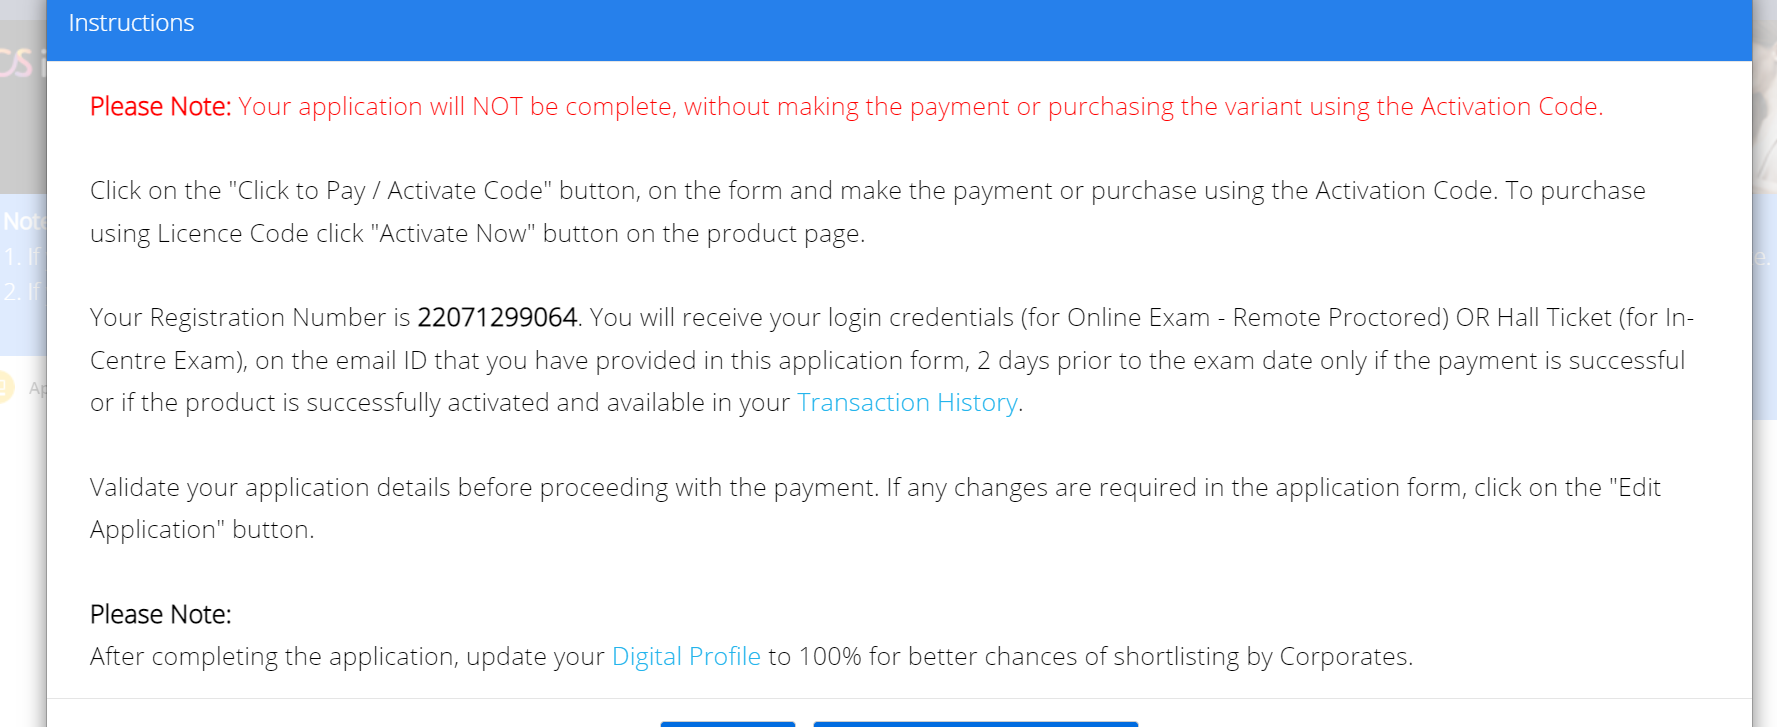 Instructions
Please Note: Your application will NOT be complete, without making the payment or purchasing the variant using the Activation Code.
Click on the "Click to Pay / Activate Code" button, on the form and make the payment or purchase using the Activation Code. To purchase
using Licence Code click "Activate Now" button on the product page.
Your Registration Number is 22071299064. You will receive your login credentials (for Online Exam - Remote Proctored) OR Hall Ticket (for In-
Centre Exam), on the email ID that you have provided in this application form, 2 days prior to the exam date only if the payment is successful
or if the product is successfully activated and available in your Transaction History.
Validate your application details before proceeding with the payment. If any changes are required in the application form, click on the "Edit
Application" button.
Please Note:
After completing the application, update your Digital Profile to 100% for better chances of shortlisting by Corporates.
Note
1. If
2. If